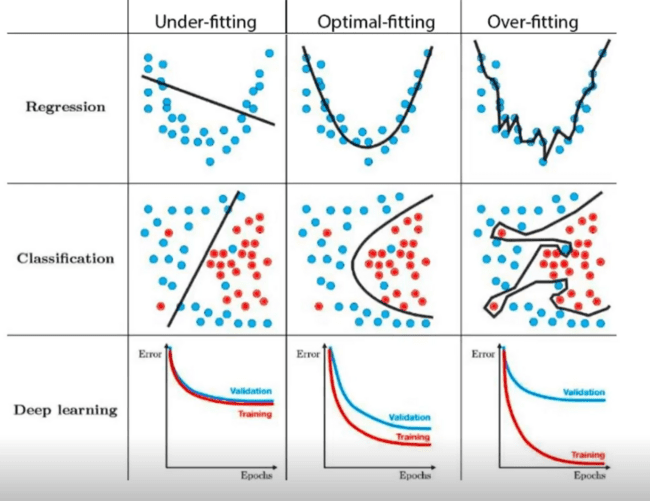 Under-fitting Optimal-fitting Over-fitting
Regression
Classification
Deep learning
Error
Validation
Training
Epochs
Error
Validation
Training
Epochs
Error
Validation
Training
Epochs